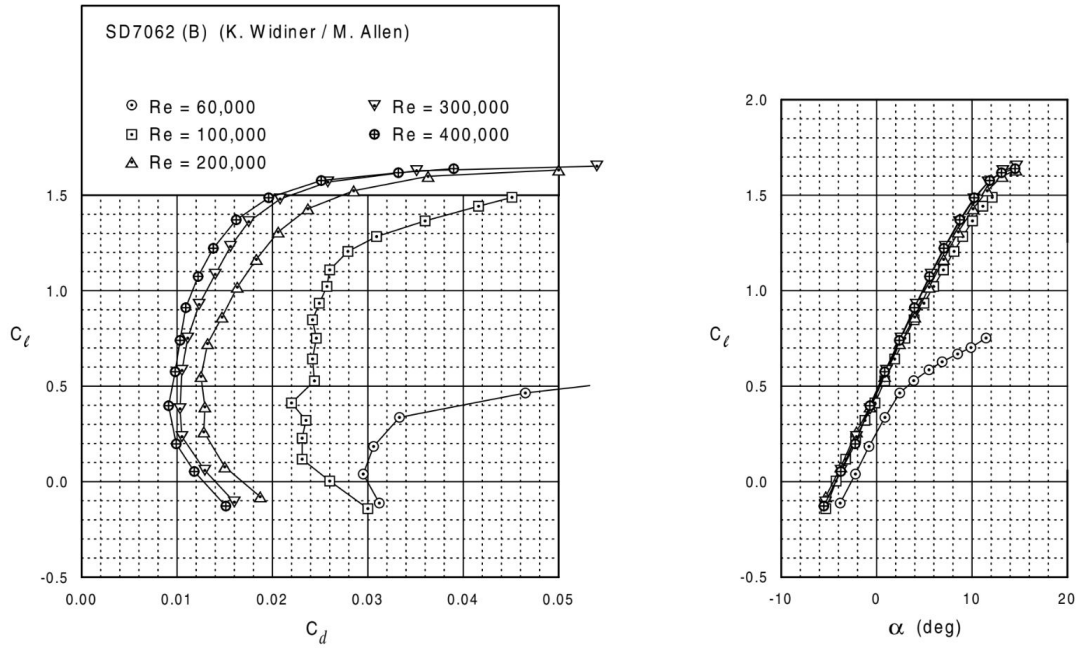 SD7062 (B) (K. Widiner / M. Allen)
Re = 60,000
Re = 300,000
Re = 100,000
Re = 400,000
Re = 200,000
1.5
1.0
0.5
0.0
-0.5
C_ℓ
0.00 0.01 0.02 0.03 0.04 0.05
C_d
2.0
1.5
1.0
0.5
0.0
-0.5
C_ℓ
-10 0 10 20
α (deg)